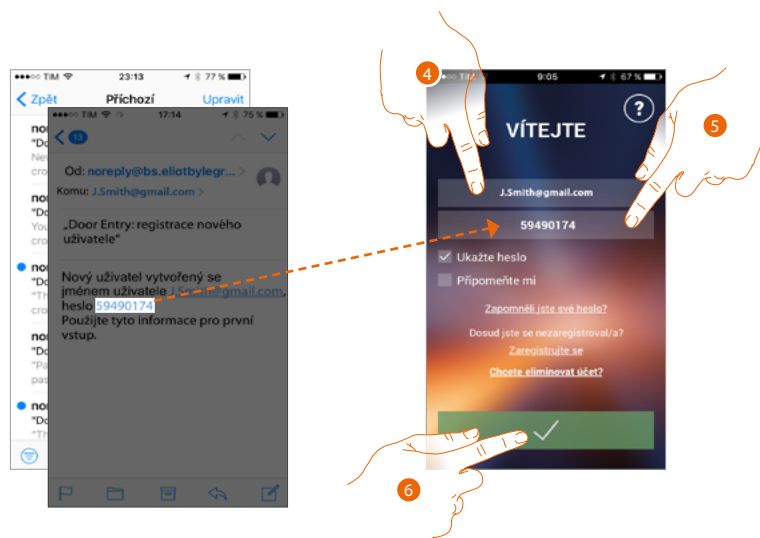 TIM 23:13 77 %
Zpět Příchozí Upravit
TIM 17:14 75 %
13
Od: noreply@bs.eliotbylegr...
Komu: J.Smith@gmail.com
„Door Entry: registrace nového
uživatele"
Nový uživatel vytvořený se
jménem uživatele J.Smith@gmail.com,
heslo 59490174
Použijte tyto informace pro první
vstup.
4
TIM 9:05 67 %
?
VÍTEJTE
5
J.Smith@gmail.com
59490174
Ukažte heslo
Připomeňte mi
Zapomněli jste své heslo?
Dosud jste se nezaregistroval/a?
Zaregistrujte se
Chcete eliminovat účet?
6